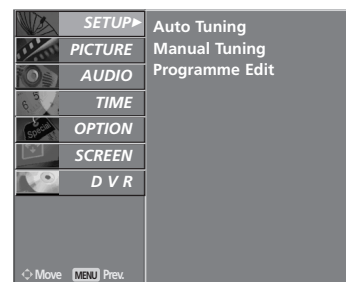 SETUP
PICTURE
AUDIO
TIME
OPTION
SCREEN
D V R
Move MENU Prev.
Auto Tuning
Manual Tuning
Programme Edit